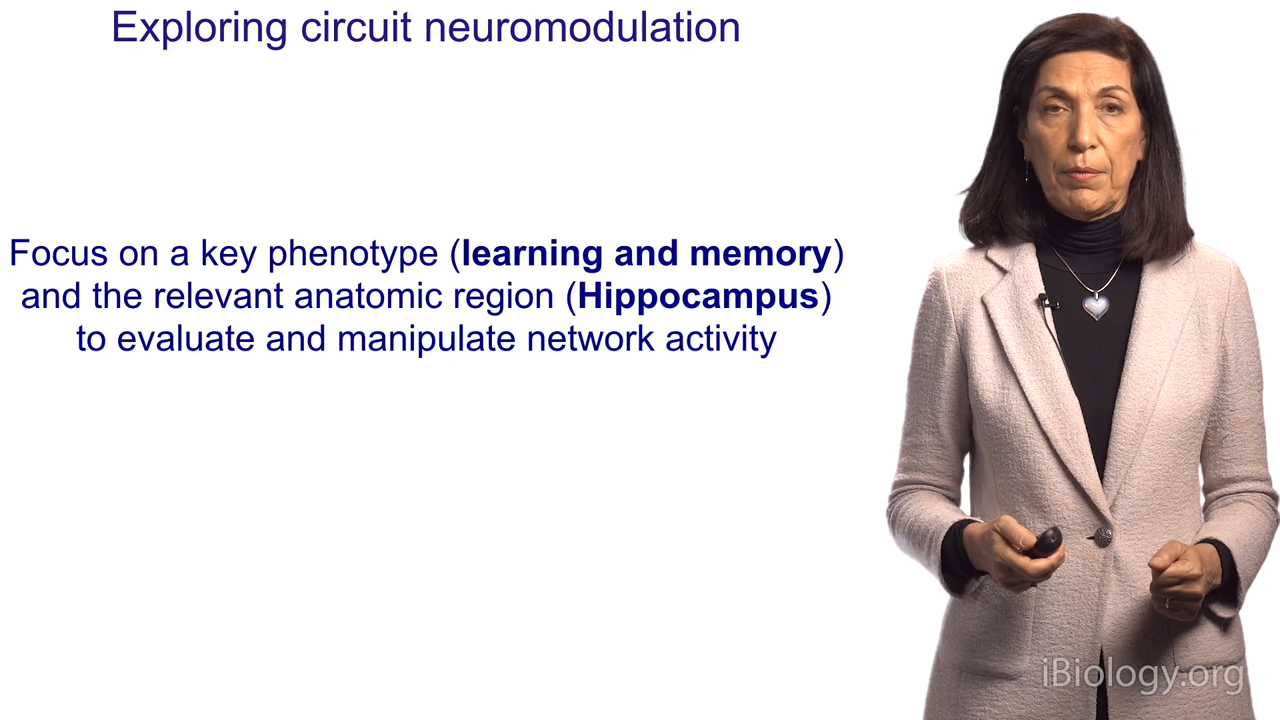 Exploring circuit neuromodulation
Focus on a key phenotype (learning and memory)
and the relevant anatomic region (Hippocampus)
to evaluate and manipulate network activity
iBiology.org